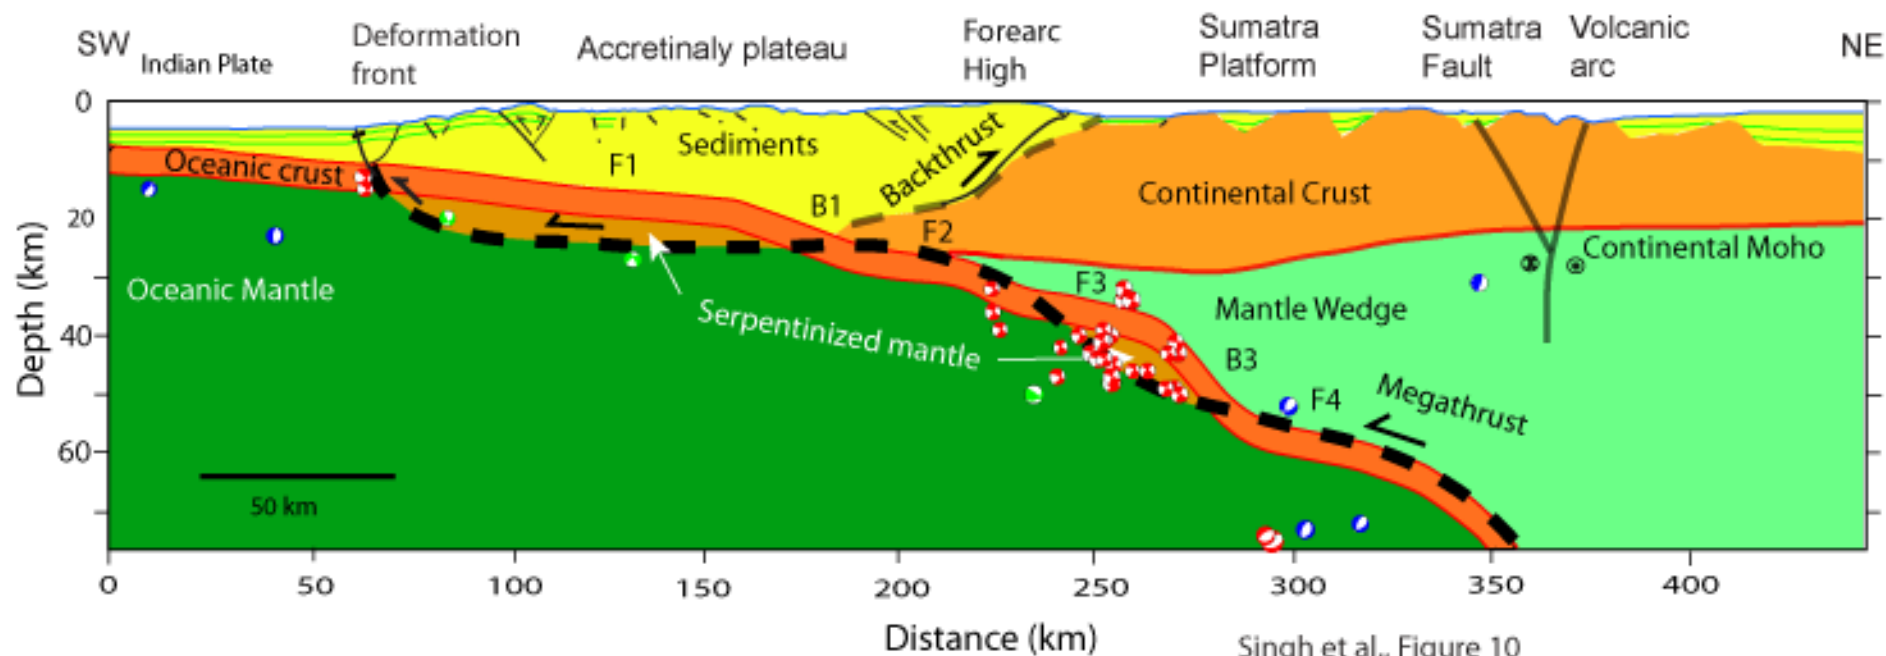 SW
Indian Plate
Deformation
front
Accretinaly plateau
Forearc
High
Sumatra
Platform
Sumatra
Fault
Volcanic
arc
NE
0
20
40
60
Depth (km)
Oceanic crust
F1
Sediments
Backthrust
B1
F2
Continental Crust
Continental Moho
Oceanic Mantle
Serpentinized mantle
F3
Mantle Wedge
B3
F4
Megathrust
50 km
0
50
100
150
200
250
300
350
400
Distance (km)
Singh et al., Figure 10